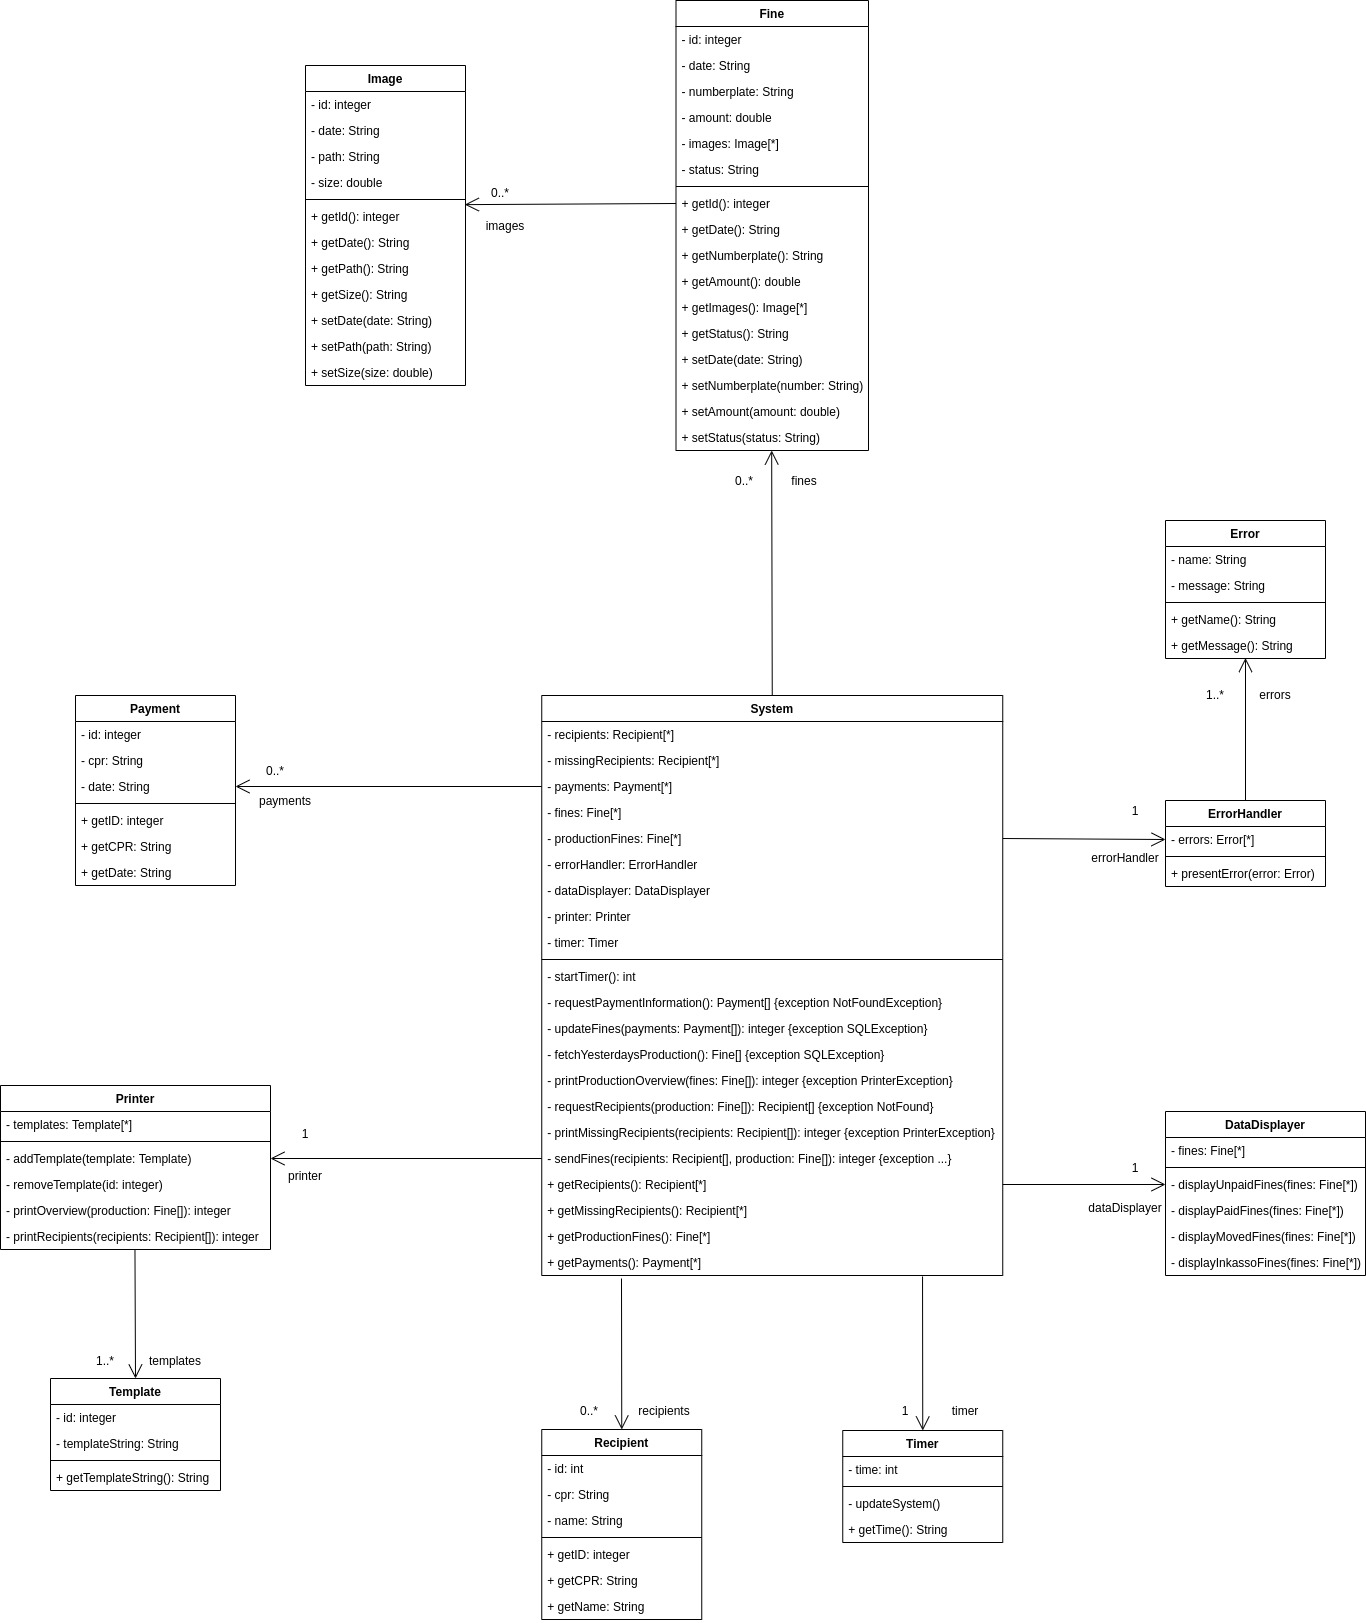 Fine
- id: integer
- date: String
- numberplate: String
- amount: double
- images: Image[*]
- status: String
+ getId(): integer
+ getDate(): String
+ getNumberplate(): String
+ getAmount(): double
+ getImages(): Image[*]
+ getStatus(): String
+ setDate(date: String)
+ setNumberplate(number: String)
+ setAmount(amount: double)
+ setStatus(status: String)
Image
- id: integer
- date: String
- path: String
- size: double
+ getId(): integer
+ getDate(): String
+ getPath(): String
+ getSize(): String
+ setDate(date: String)
+ setPath(path: String)
+ setSize(size: double)
0..*
images
0..*
fines
Error
- name: String
- message: String
+ getName(): String
+ getMessage(): String
1..*
errors
Payment
- id: integer
- cpr: String
- date: String
+ getID: integer
+ getCPR: String
+ getDate: String
0..*
payments
System
- recipients: Recipient[*]
- missingRecipients: Recipient[*]
- payments: Payment[*]
- fines: Fine[*]
- productionFines: Fine[*]
- errorHandler: ErrorHandler
- dataDisplayer: DataDisplayer
- printer: Printer
- timer: Timer
- startTimer(): int
- requestPaymentInformation(): Payment[] {exception NotFoundException}
- updateFines(payments: Payment[]): integer {exception SQLException}
- fetchYesterdaysProduction(): Fine[] {exception SQLException}
- printProductionOverview(fines: Fine[]): integer {exception PrinterException}
- requestRecipients(production: Fine[]): Recipient[] {exception NotFound}
- printMissingRecipients(recipients: Recipient[]): integer {exception PrinterException}
- sendFines(recipients: Recipient[], production: Fine[]): integer {exception ...}
+ getRecipients(): Recipient[*]
+ getMissingRecipients(): Recipient[*]
+ getProductionFines(): Fine[*]
+ getPayments(): Payment[*]
1
errorHandler
ErrorHandler
- errors: Error[*]
+ presentError(error: Error)
Printer
- templates: Template[*]
- addTemplate(template: Template)
- removeTemplate(id: integer)
- printOverview(production: Fine[]): integer
- printRecipients(recipients: Recipient[]): integer
1
printer
1
dataDisplayer
DataDisplayer
- fines: Fine[*]
- displayUnpaidFines(fines: Fine[*])
- displayPaidFines(fines: Fine[*])
- displayMovedFines(fines: Fine[*])
- displayInkassoFines(fines: Fine[*])
1..*
templates
Template
- id: integer
- templateString: String
+ getTemplateString(): String
0..*
recipients
Recipient
- id: int
- cpr: String
- name: String
+ getID: integer
+ getCPR: String
+ getName: String
1
timer
Timer
- time: int
- updateSystem()
+ getTime(): String